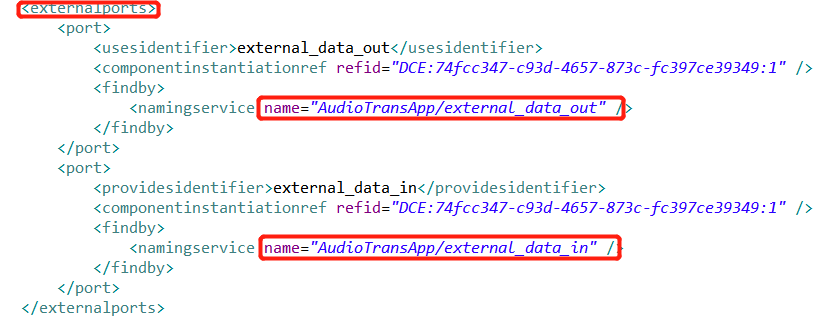 <externalports>
<port>
<usesidentifier>external_data_out</usesidentifier>
<componentinstantiationref refid="DCE:74fcc347-c93d-4657-873c-fc397ce39349:1" />
<findby>
<namingservice name="AudioTransApp/external_data_out" />
</findby>
</port>
<port>
<providesidentifier>external_data_in</providesidentifier>
<componentinstantiationref refid="DCE:74fcc347-c93d-4657-873c-fc397ce39349:1" />
<findby>
<namingservice name="AudioTransApp/external_data_in" />
</findby>
</port>
</externalports>